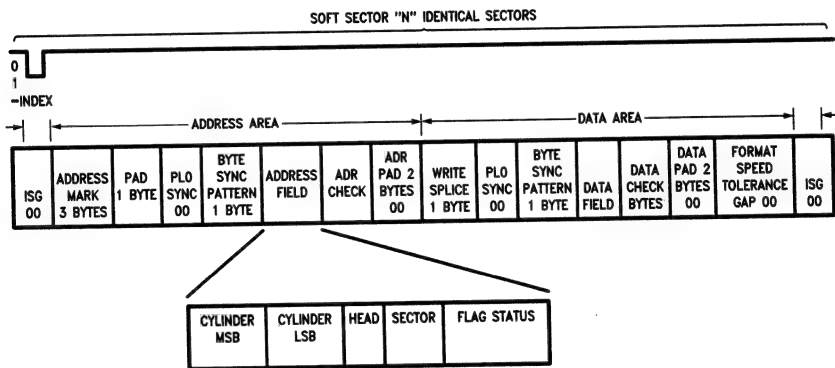 SOFT SECTOR "N" IDENTICAL SECTORS
0
1
-INDEX
ADDRESS AREA
DATA AREA
ISG
00
ADDRESS
MARK
3 BYTES
PAD
1 BYTE
PLO
SYNC
00
BYTE
SYNC
PATTERN
1 BYTE
ADDRESS
FIELD
ADR
CHECK
ADR
PAD 2
BYTES
00
WRITE
SPLICE
1 BYTE
PLO
SYNC
00
BYTE
SYNC
PATTERN
1 BYTE
DATA
FIELD
DATA
CHECK
BYTES
DATA
PAD 2
BYTES
00
FORMAT
SPEED
TOLERANCE
GAP 00
ISG
00
CYLINDER
MSB
CYLINDER
LSB
HEAD
SECTOR
FLAG STATUS